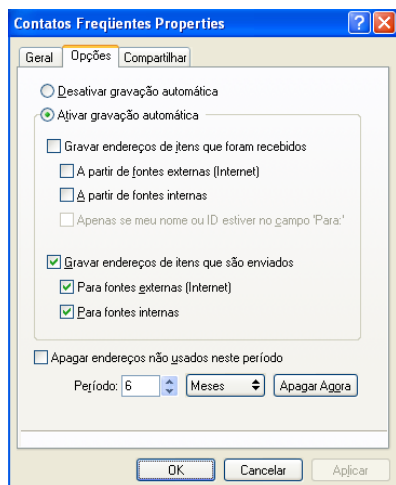 Contatos Freqüentes Properties
Geral Opções Compartilhar
Desativar gravação automática
Ativar gravação automática
Gravar endereços de itens que foram recebidos
A partir de fontes externas (Internet)
A partir de fontes internas
Apenas se meu nome ou ID estiver no campo 'Para:'
Gravar endereços de itens que são enviados
Para fontes externas (Internet)
Para fontes internas
Apagar endereços não usados neste período
Período: 6 Meses Apagar Agora
OK Cancelar Aplicar